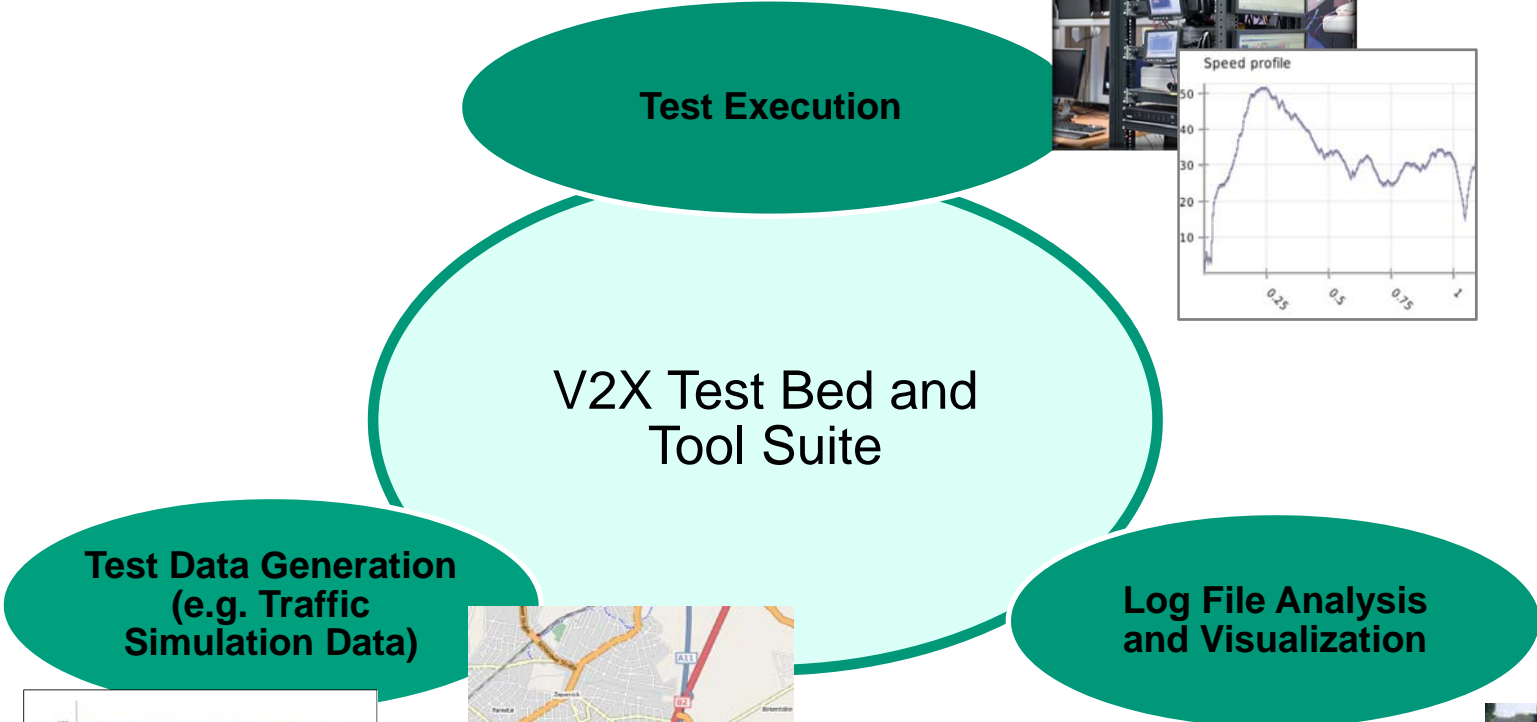 Test Execution
Speed profile
50
40
30
20
10
0.25
0.5
0.75
1
V2X Test Bed and
Tool Suite
Test Data Generation
(e.g. Traffic
Simulation Data)
A11
B2
Zepernick
Log File Analysis
and Visualization